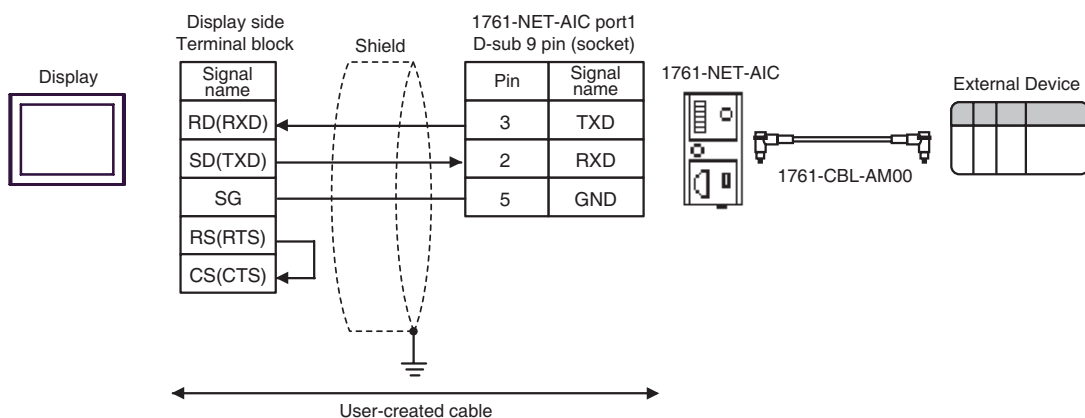 Display
Display side
Terminal block
Signal
name
RD(RXD)
SD(TXD)
SG
RS(RTS)
CS(CTS)
Shield
1761-NET-AIC port1
D-sub 9 pin (socket)
Pin
Signal
name
3
TXD
2
RXD
5
GND
1761-NET-AIC
1761-CBL-AM00
External Device
User-created cable